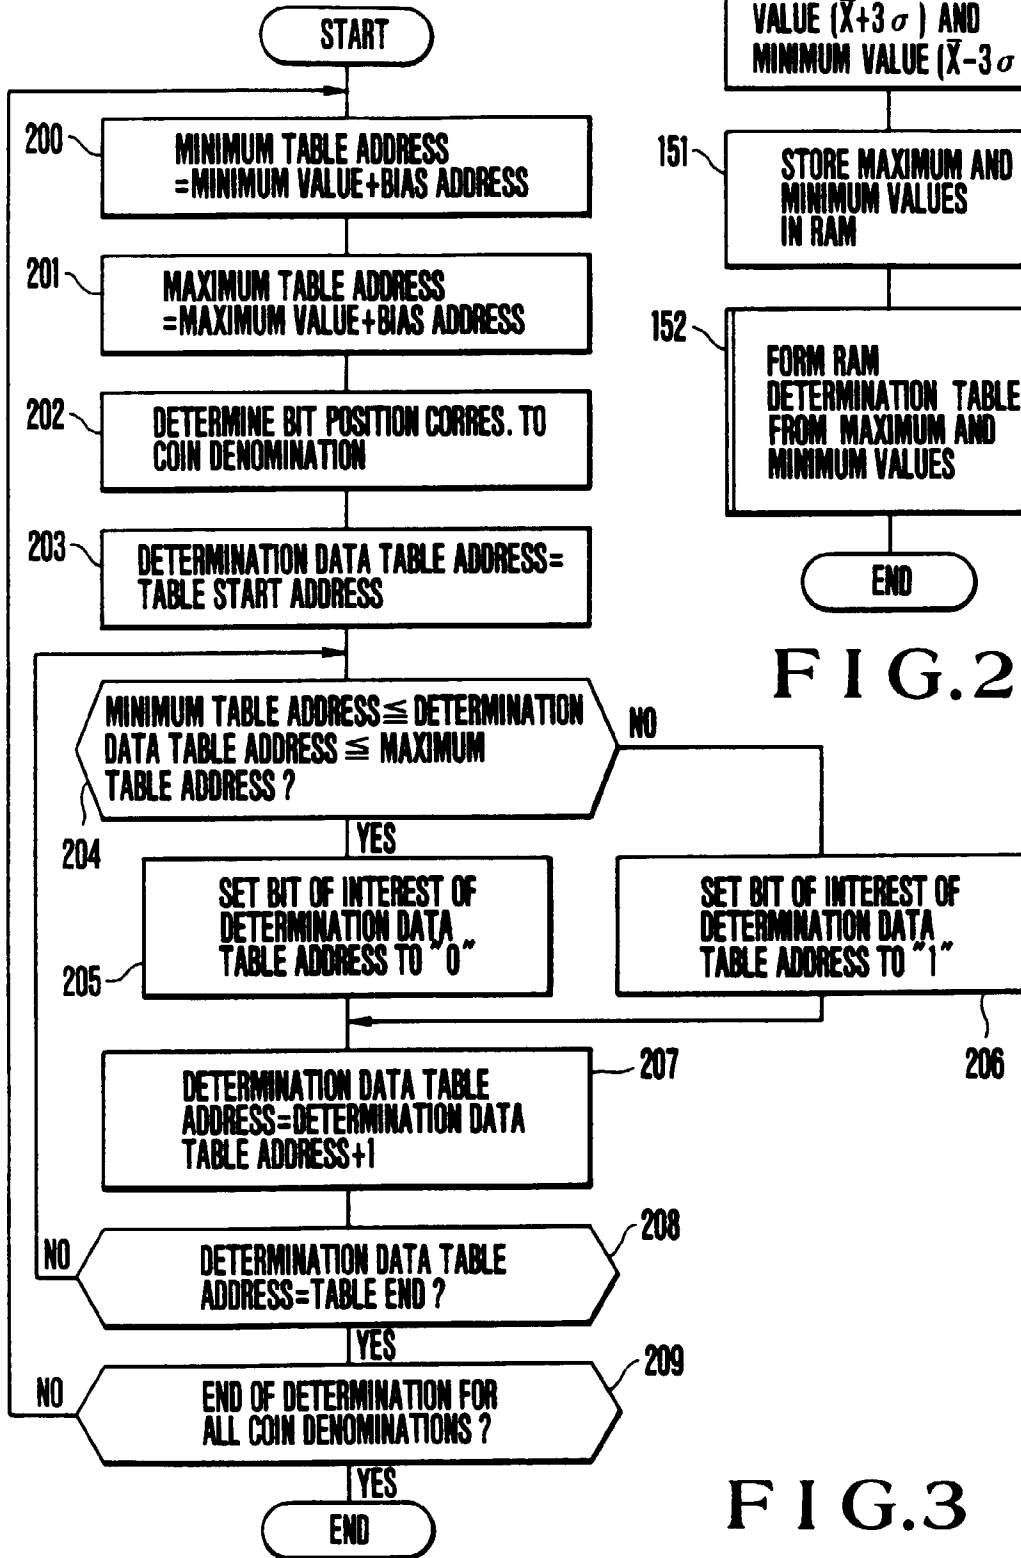 START
200
MINIMUM TABLE ADDRESS
=MINIMUM VALUE+BIAS ADDRESS
201
MAXIMUM TABLE ADDRESS
=MAXIMUM VALUE+BIAS ADDRESS
202
DETERMINE BIT POSITION CORRES. TO
COIN DENOMINATION
203
DETERMINATION DATA TABLE ADDRESS=
TABLE START ADDRESS
MINIMUM TABLE ADDRESS≦DETERMINATION
DATA TABLE ADDRESS ≦ MAXIMUM
TABLE ADDRESS ?
204
NO
YES
SET BIT OF INTEREST OF
DETERMINATION DATA
TABLE ADDRESS TO "0"
205
SET BIT OF INTEREST OF
DETERMINATION DATA
TABLE ADDRESS TO "1"
206
207
DETERMINATION DATA TABLE
ADDRESS=DETERMINATION DATA
TABLE ADDRESS+1
208
NO
DETERMINATION DATA TABLE
ADDRESS=TABLE END ?
YES
209
NO
END OF DETERMINATION FOR
ALL COIN DENOMINATIONS ?
YES
END
FIG.3
VALUE (X̄+3σ) AND
MINIMUM VALUE (X̄-3σ
151
STORE MAXIMUM AND
MINIMUM VALUES
IN RAM
152
FORM RAM
DETERMINATION TABLE
FROM MAXIMUM AND
MINIMUM VALUES
END
FIG.2